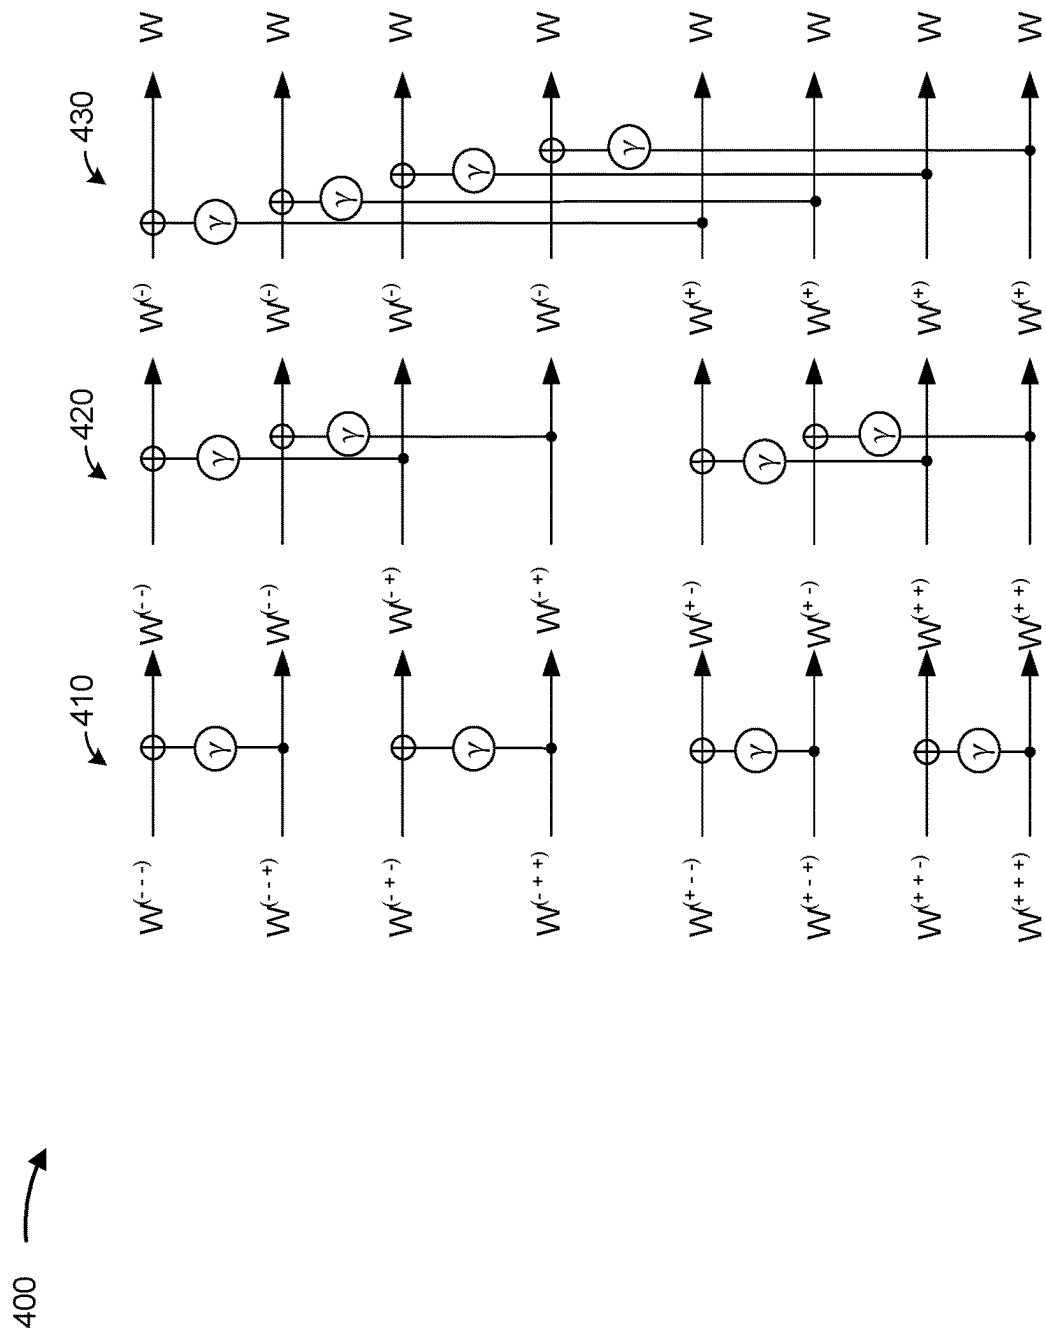 400
410 420 430
W(- - -) W(- -) W(-) W
γ γ γ
W(- - +) W(- -) W(-) W
γ γ
W(- + -) W(- +) W(-) W
γ γ
W(- + +) W(- +) W(-) W
γ
W(+ - -) W(+ -) W(+) W
γ γ
W(+ - +) W(+ -) W(+) W
γ
W(+ + -) W(+ +) W(+) W
γ
W(+ + +) W(+ +) W(+) W